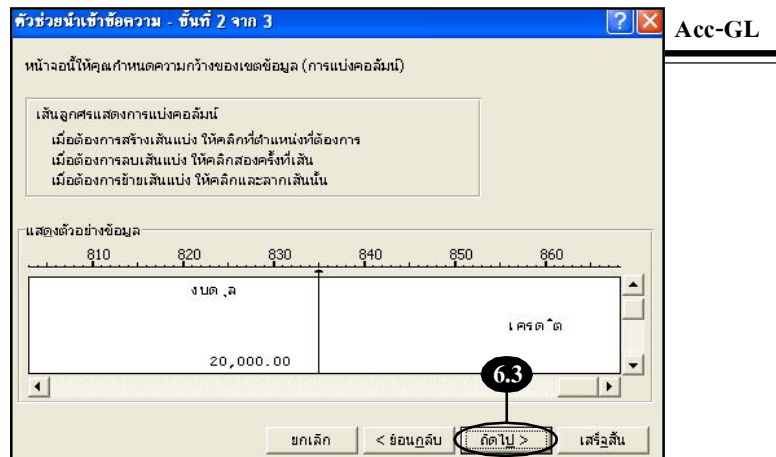 ตัวช่วยนำเข้าข้อความ - ขั้นที่ 2 จาก 3
Acc-GL
หน้าจอนี้ให้คุณกำหนดความกว้างของเขตข้อมูล (การแบ่งคอลัมน์)
เส้นลูกศรแสดงการแบ่งคอลัมน์
เมื่อต้องการสร้างเส้นแบ่ง ให้คลิกที่ตำแหน่งที่ต้องการ
เมื่อต้องการลบเส้นแบ่ง ให้คลิกสองครั้งที่เส้น
เมื่อต้องการย้ายเส้นแบ่ง ให้คลิกและลากเส้นนั้น
แสดงตัวอย่างข้อมูล
810 820 830 840 850 860
งบดุล
เครดิต
20,000.00
6.3
ยกเลิก < ย้อนกลับ ถัดไป > เสร็จสิ้น